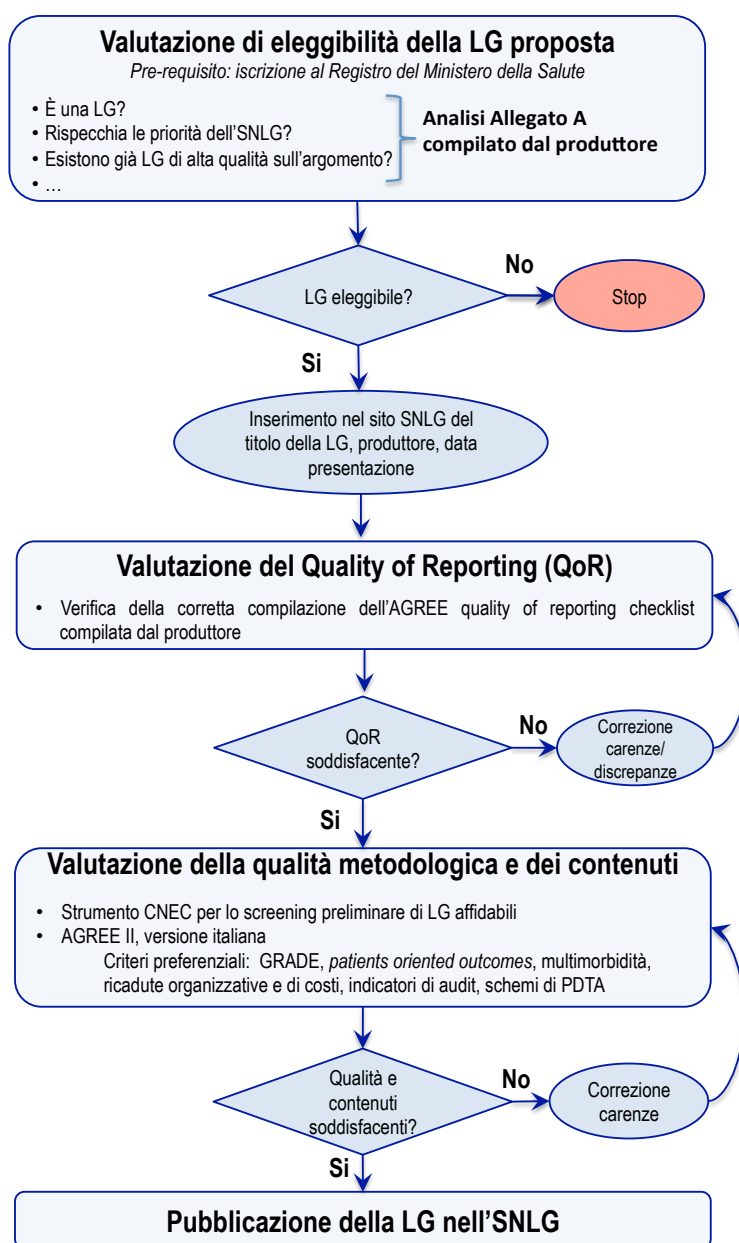 Valutazione di eleggibilità della LG proposta
Pre-requisito: iscrizione al Registro del Ministero della Salute
• È una LG?
• Rispecchia le priorità dell'SNLG?
• Esistono già LG di alta qualità sull'argomento?
• …
Analisi Allegato A
compilato dal produttore
LG eleggibile?
No
Stop
Si
Inserimento nel sito SNLG del
titolo della LG, produttore, data
presentazione
Valutazione del Quality of Reporting (QoR)
• Verifica della corretta compilazione dell'AGREE quality of reporting checklist
compilata dal produttore
QoR
soddisfacente?
No
Correzione
carenze/
discrepanze
Si
Valutazione della qualità metodologica e dei contenuti
• Strumento CNEC per lo screening preliminare di LG affidabili
• AGREE II, versione italiana
Criteri preferenziali: GRADE, patients oriented outcomes, multimorbidità,
ricadute organizzative e di costi, indicatori di audit, schemi di PDTA
Qualità e
contenuti
soddisfacenti?
No
Correzione
carenze
Si
Pubblicazione della LG nell'SNLG